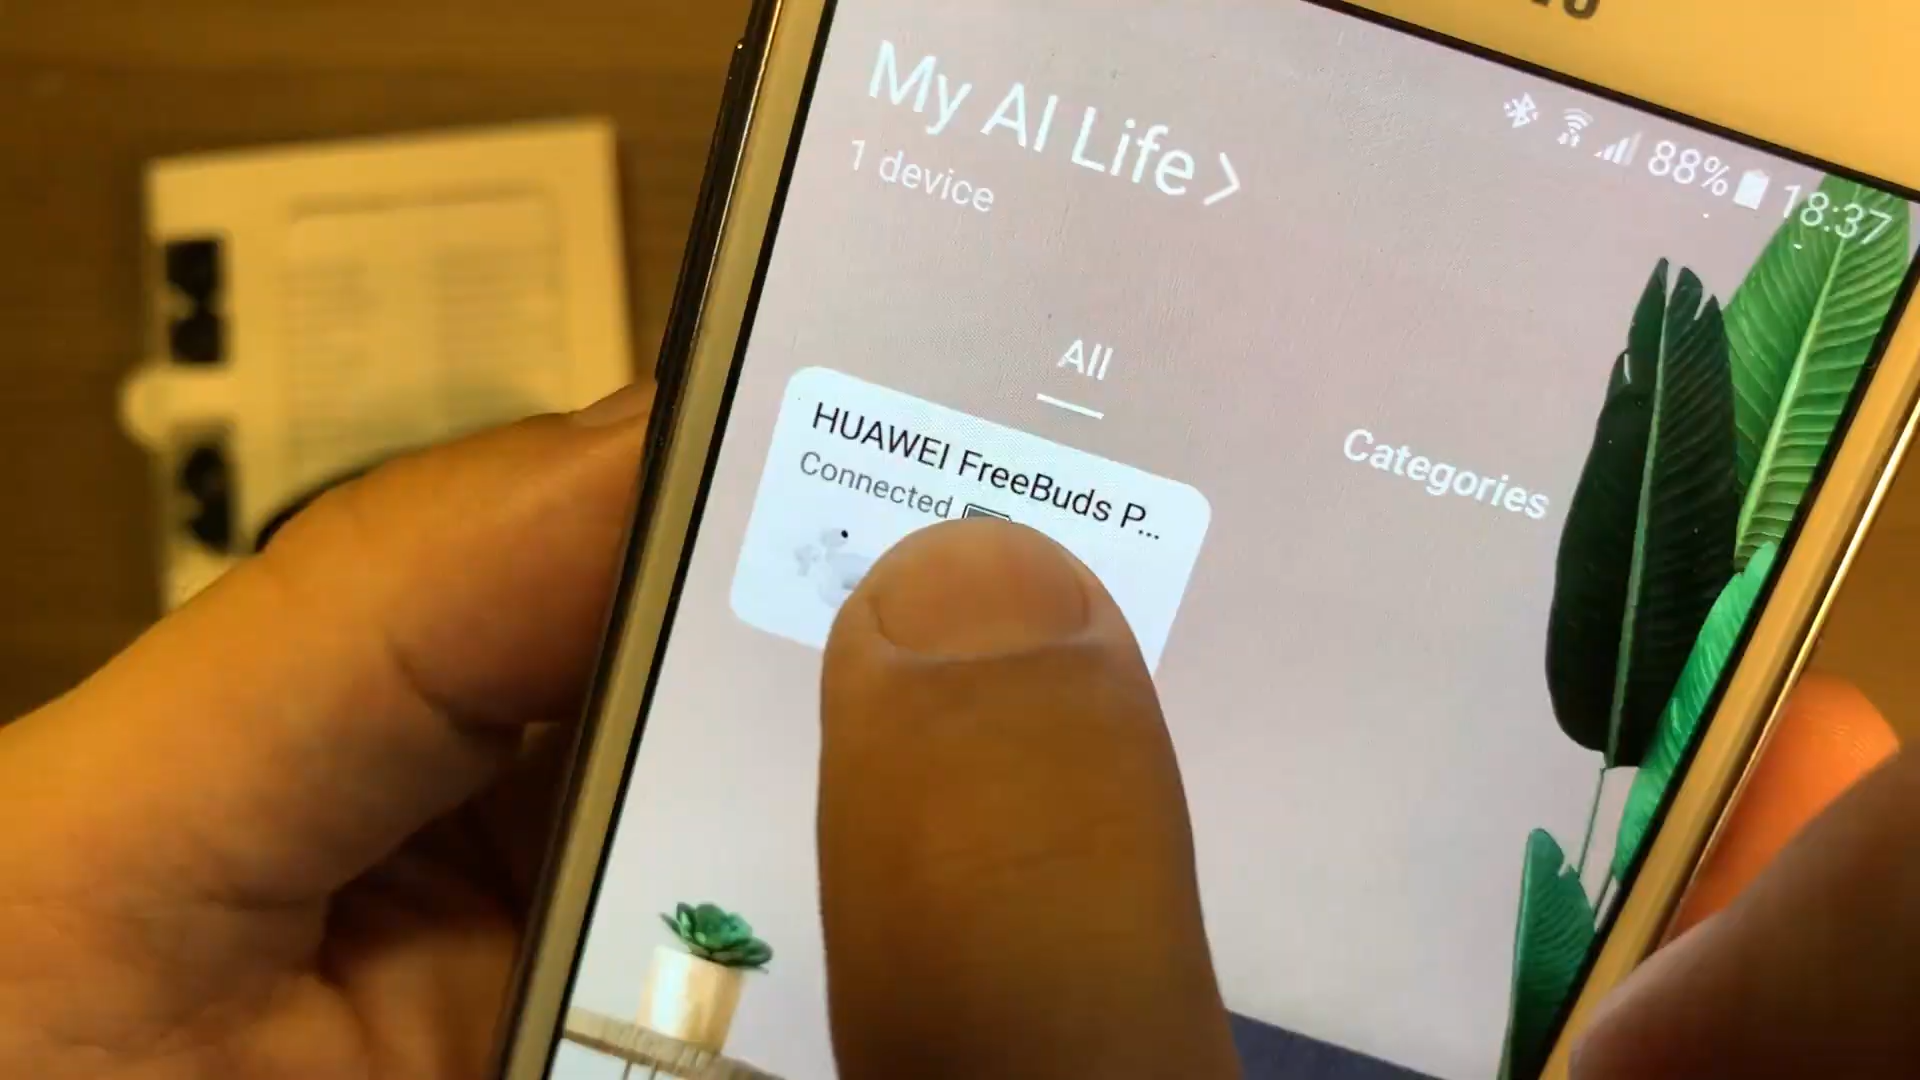 88% 18:37
My AI Life >
1 device
All
Categories
HUAWEI FreeBuds P...
Connected